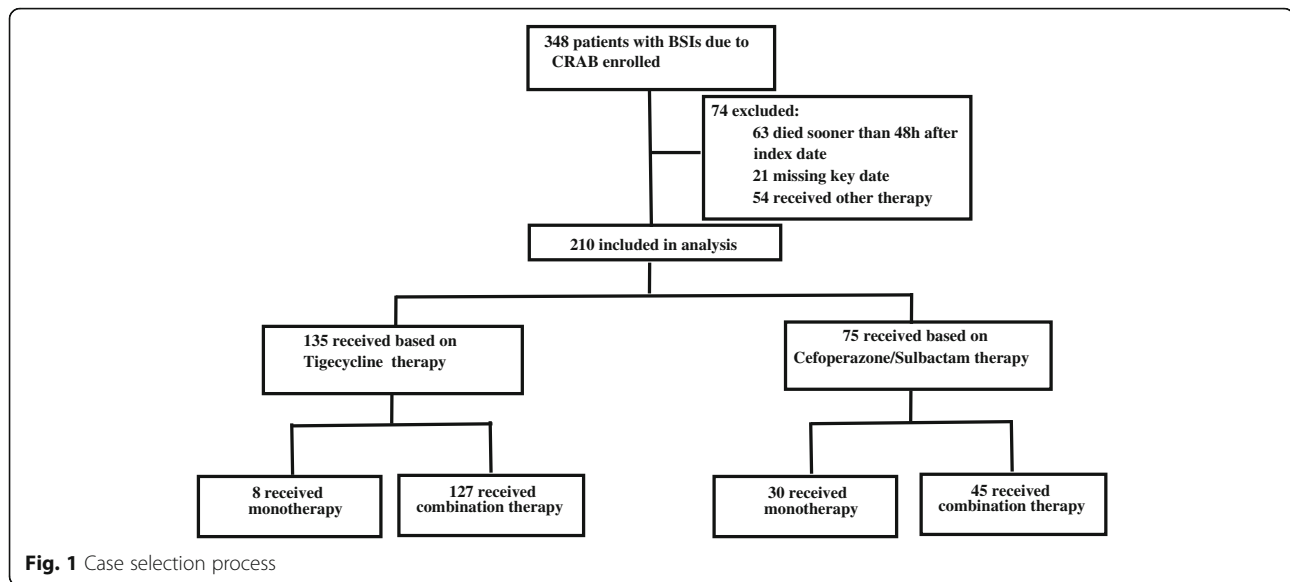 348 patients with BSIs due to
CRAB enrolled
74 excluded:
63 died sooner than 48h after
index date
21 missing key date
54 received other therapy
210 included in analysis
135 received based on
Tigecycline therapy
75 received based on
Cefoperazone/Sulbactam therapy
8 received
monotherapy
127 received
combination therapy
30 received
monotherapy
45 received
combination therapy
Fig. 1 Case selection process